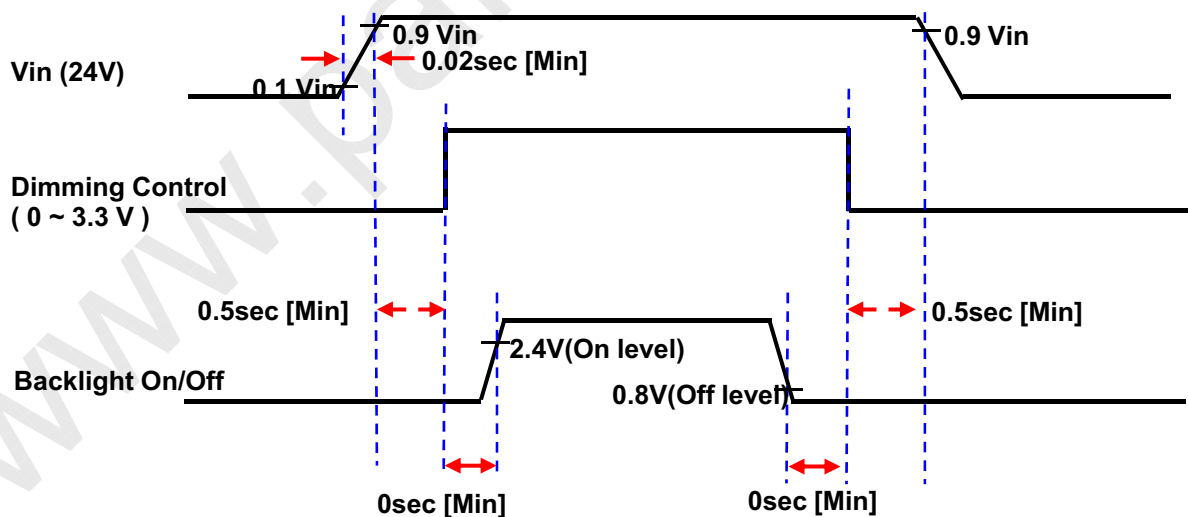 0.9 Vin
0.9 Vin
0.02sec [Min]
Vin (24V)
0.1 Vin
Dimming Control
( 0 ~ 3.3 V )
0.5sec [Min]
0.5sec [Min]
2.4V(On level)
Backlight On/Off
0.8V(Off level)
0sec [Min]
0sec [Min]
www.pa